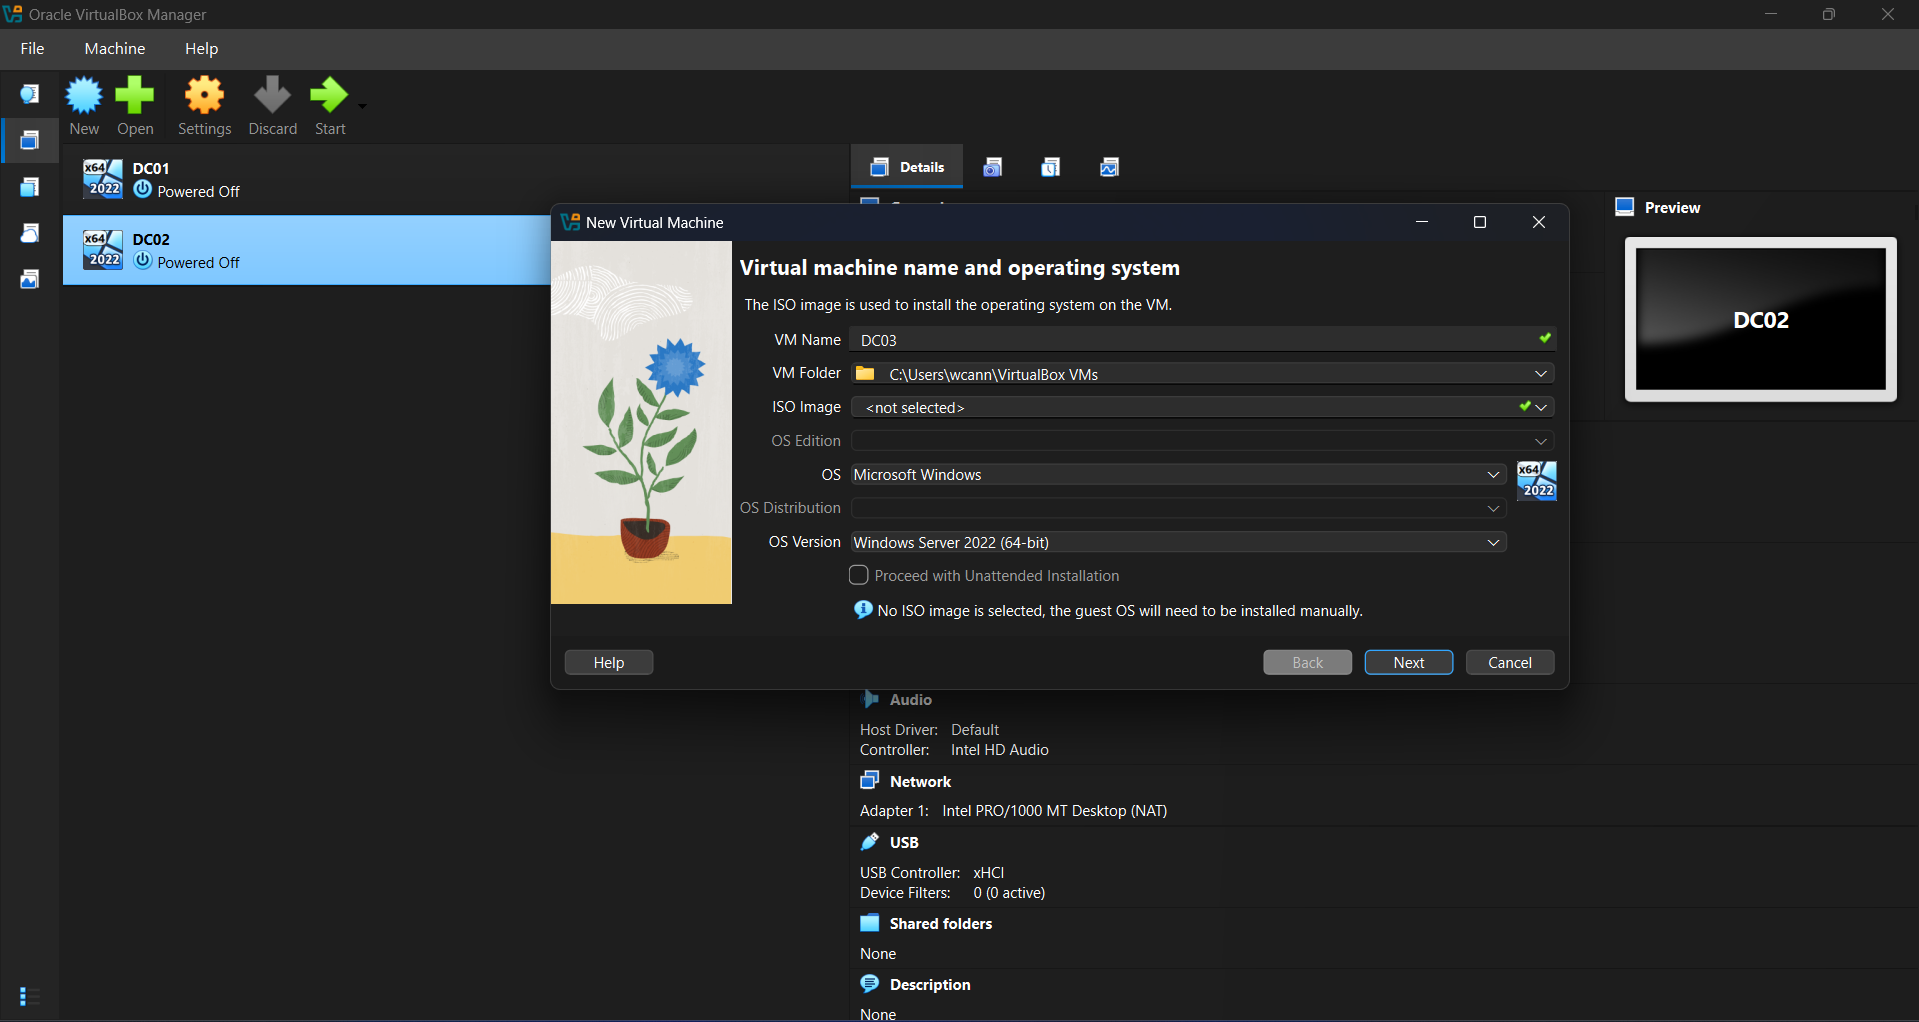 Oracle VirtualBox Manager
File Machine Help
New Open Settings Discard Start
x64 2022 DC01
Powered Off
x64 2022 DC02
Powered Off
Details
Preview
DC02
New Virtual Machine
Virtual machine name and operating system
The ISO image is used to install the operating system on the VM.
VM Name DC03
VM Folder C:\Users\wcann\VirtualBox VMs
ISO Image <not selected>
OS Edition
OS Microsoft Windows
x64 2022
OS Distribution
OS Version Windows Server 2022 (64-bit)
Proceed with Unattended Installation
No ISO image is selected, the guest OS will need to be installed manually.
Help Back Next Cancel
Audio
Host Driver: Default
Controller: Intel HD Audio
Network
Adapter 1: Intel PRO/1000 MT Desktop (NAT)
USB
USB Controller: xHCI
Device Filters: 0 (0 active)
Shared folders
None
Description
None